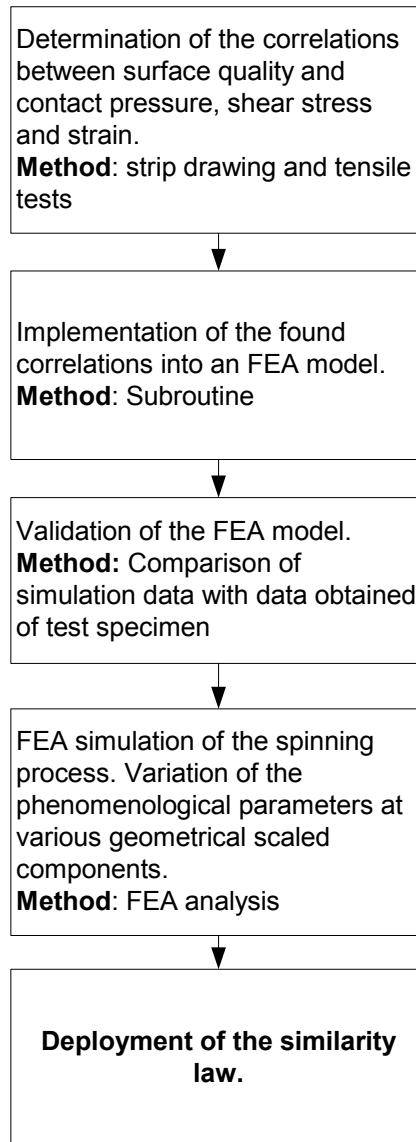 Determination of the correlations
between surface quality and
contact pressure, shear stress
and strain.
Method: strip drawing and tensile
tests
Implementation of the found
correlations into an FEA model.
Method: Subroutine
Validation of the FEA model.
Method: Comparison of
simulation data with data obtained
of test specimen
FEA simulation of the spinning
process. Variation of the
phenomenological parameters at
various geometrical scaled
components.
Method: FEA analysis
Deployment of the similarity
law.